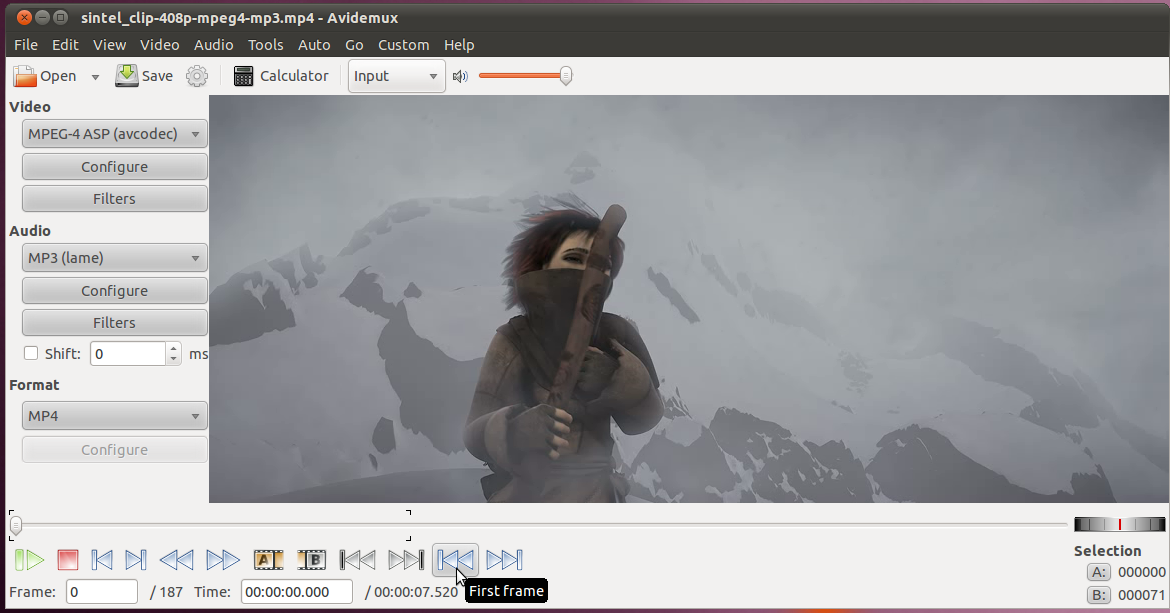 sintel_clip-408p-mpeg4-mp3.mp4 - Avidemux
File Edit View Video Audio Tools Auto Go Custom Help
Open Save Calculator Input
Video
MPEG-4 ASP (avcodec)
Configure
Filters
Audio
MP3 (lame)
Configure
Filters
Shift: 0 ms
Format
MP4
Configure
A B
Selection
A: 000000
Frame: 0 / 187 Time: 00:00:00.000 / 00:00:07.520 First frame
B: 000071